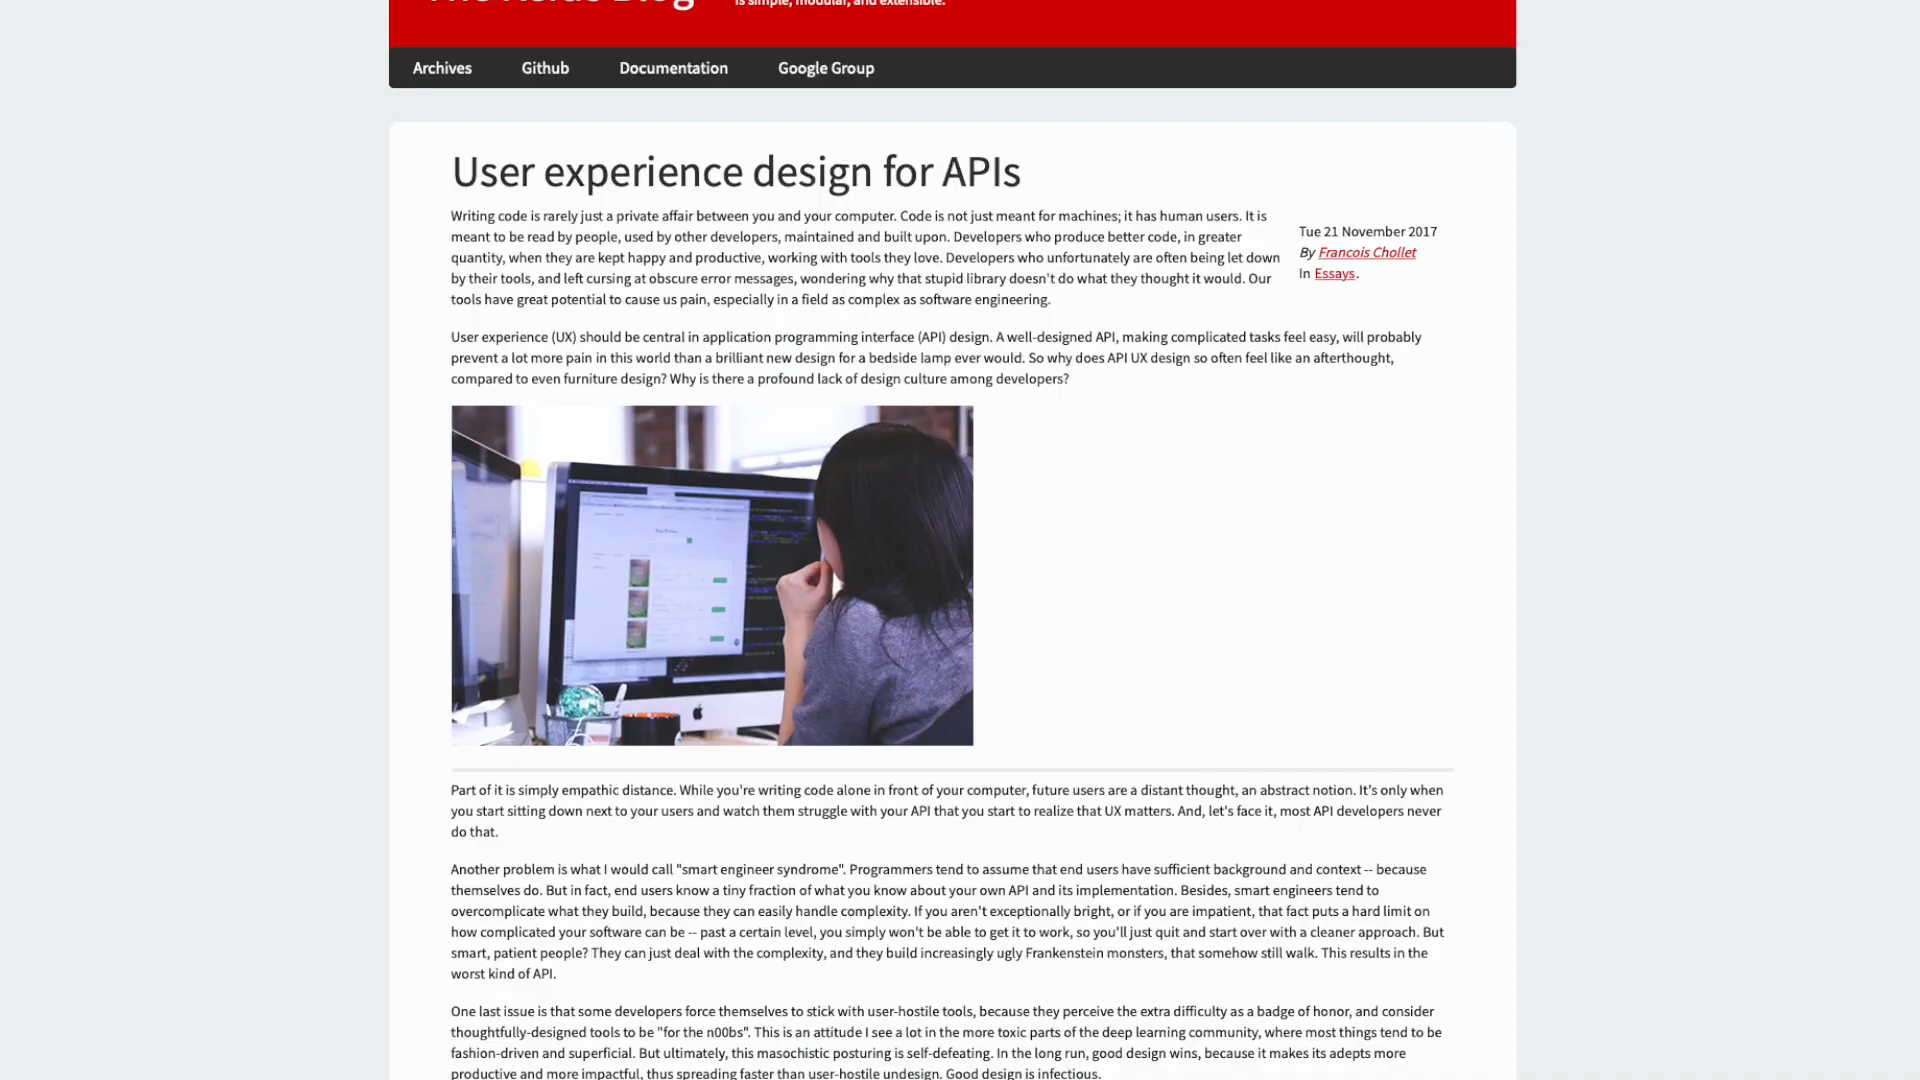 The Keras Blog
is simple, modular, and extensible.
Archives Github Documentation Google Group
User experience design for APIs
Writing code is rarely just a private affair between you and your computer. Code is not just meant for machines; it has human users. It is
meant to be read by people, used by other developers, maintained and built upon. Developers who produce better code, in greater
quantity, when they are kept happy and productive, working with tools they love. Developers who unfortunately are often being let down
by their tools, and left cursing at obscure error messages, wondering why that stupid library doesn't do what they thought it would. Our
tools have great potential to cause us pain, especially in a field as complex as software engineering.
Tue 21 November 2017
By Francois Chollet
In Essays.
User experience (UX) should be central in application programming interface (API) design. A well-designed API, making complicated tasks feel easy, will probably
prevent a lot more pain in this world than a brilliant new design for a bedside lamp ever would. So why does API UX design so often feel like an afterthought,
compared to even furniture design? Why is there a profound lack of design culture among developers?
Part of it is simply empathic distance. While you're writing code alone in front of your computer, future users are a distant thought, an abstract notion. It's only when
you start sitting down next to your users and watch them struggle with your API that you start to realize that UX matters. And, let's face it, most API developers never
do that.
Another problem is what I would call "smart engineer syndrome". Programmers tend to assume that end users have sufficient background and context -- because
themselves do. But in fact, end users know a tiny fraction of what you know about your own API and its implementation. Besides, smart engineers tend to
overcomplicate what they build, because they can easily handle complexity. If you aren't exceptionally bright, or if you are impatient, that fact puts a hard limit on
how complicated your software can be -- past a certain level, you simply won't be able to get it to work, so you'll just quit and start over with a cleaner approach. But
smart, patient people? They can just deal with the complexity, and they build increasingly ugly Frankenstein monsters, that somehow still walk. This results in the
worst kind of API.
One last issue is that some developers force themselves to stick with user-hostile tools, because they perceive the extra difficulty as a badge of honor, and consider
thoughtfully-designed tools to be "for the n00bs". This is an attitude I see a lot in the more toxic parts of the deep learning community, where most things tend to be
fashion-driven and superficial. But ultimately, this masochistic posturing is self-defeating. In the long run, good design wins, because it makes its adepts more
productive and more impactful, thus spreading faster than user-hostile undesign. Good design is infectious.